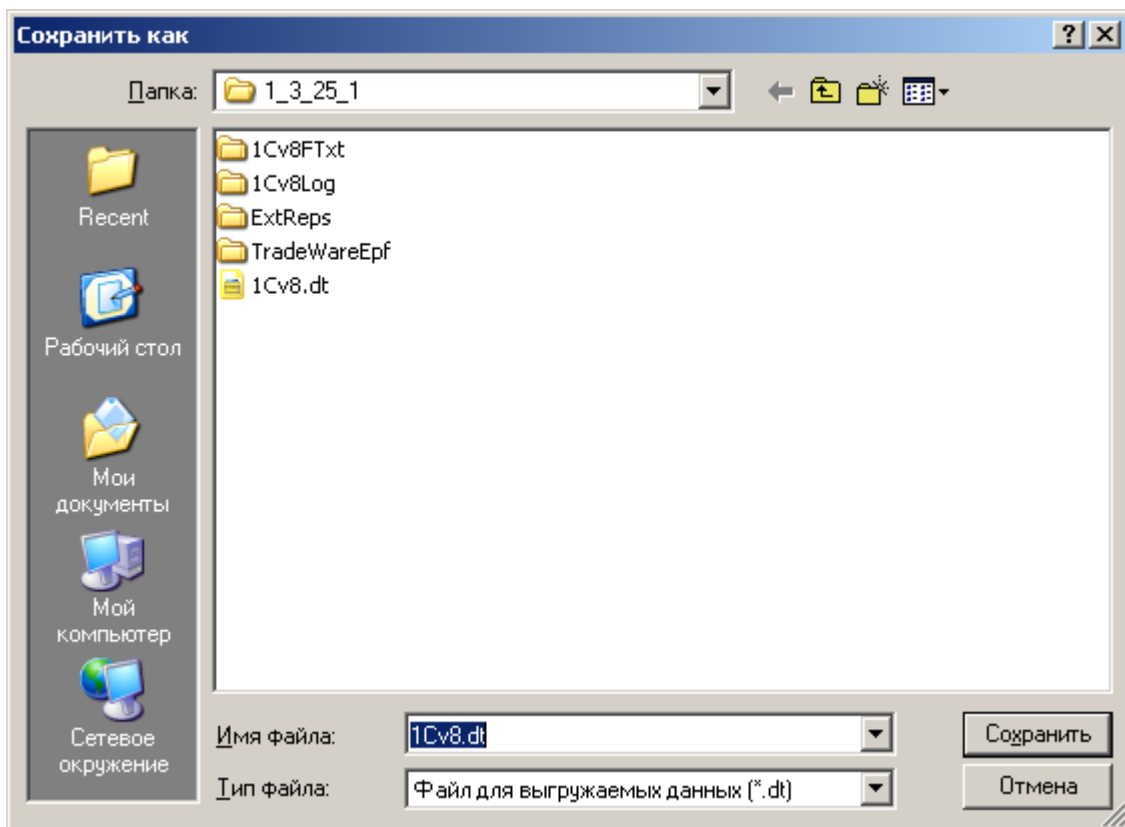 Сохранить как
Папка: 1_3_25_1
1Cv8FTxt
1Cv8Log
ExtReps
TradeWareEpf
1Cv8.dt
Recent
Рабочий стол
Мои
документы
Мой
компьютер
Сетевое
окружение
Имя файла: 1Cv8.dt Сохранить
Тип файла: Файл для выгружаемых данных (*.dt) Отмена